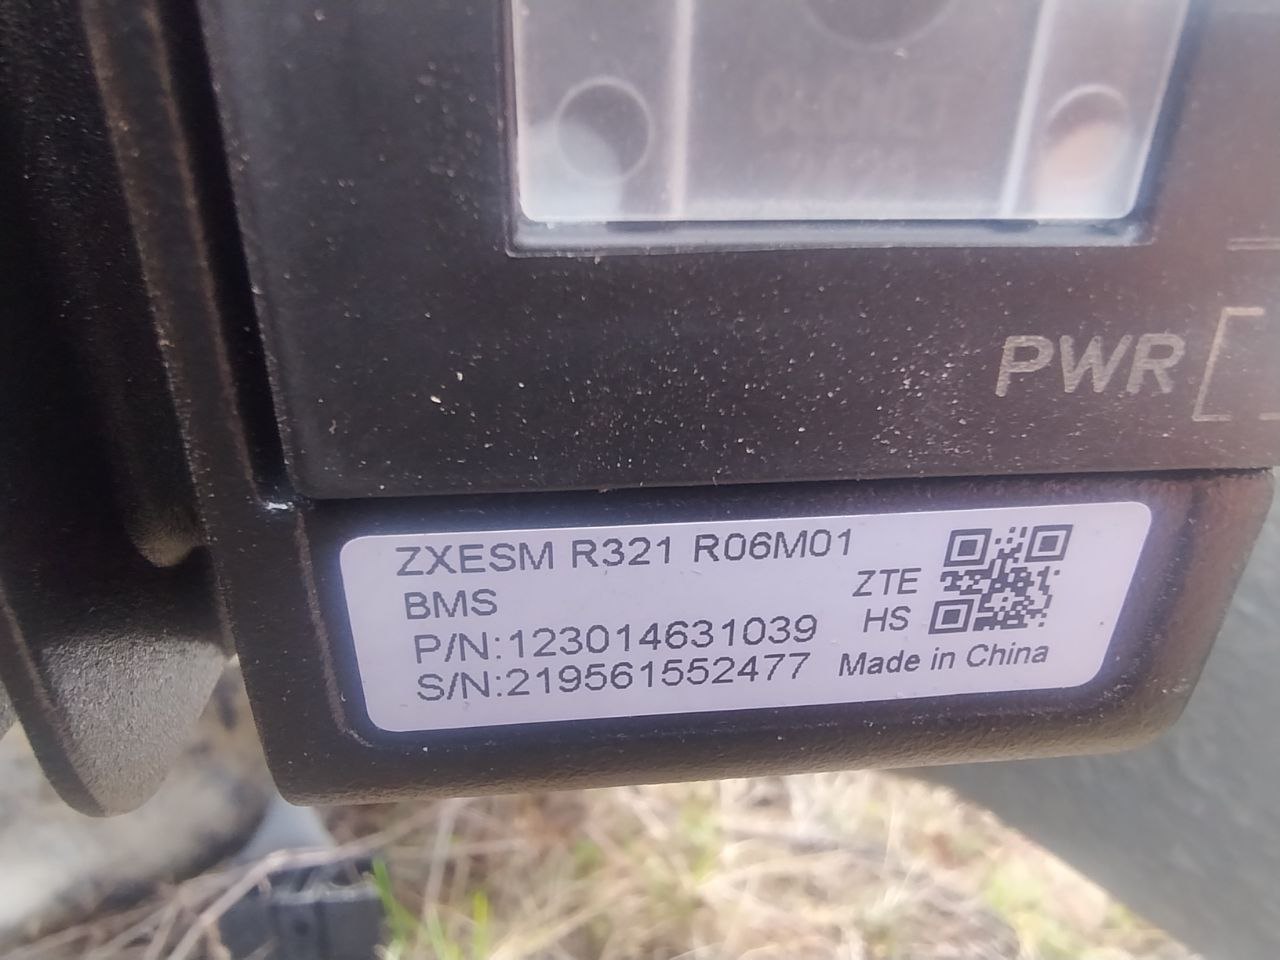 PWR
ZXESM R321 R06M01
BMS
ZTE
HS
P/N:123014631039
S/N:219561552477
Made in China